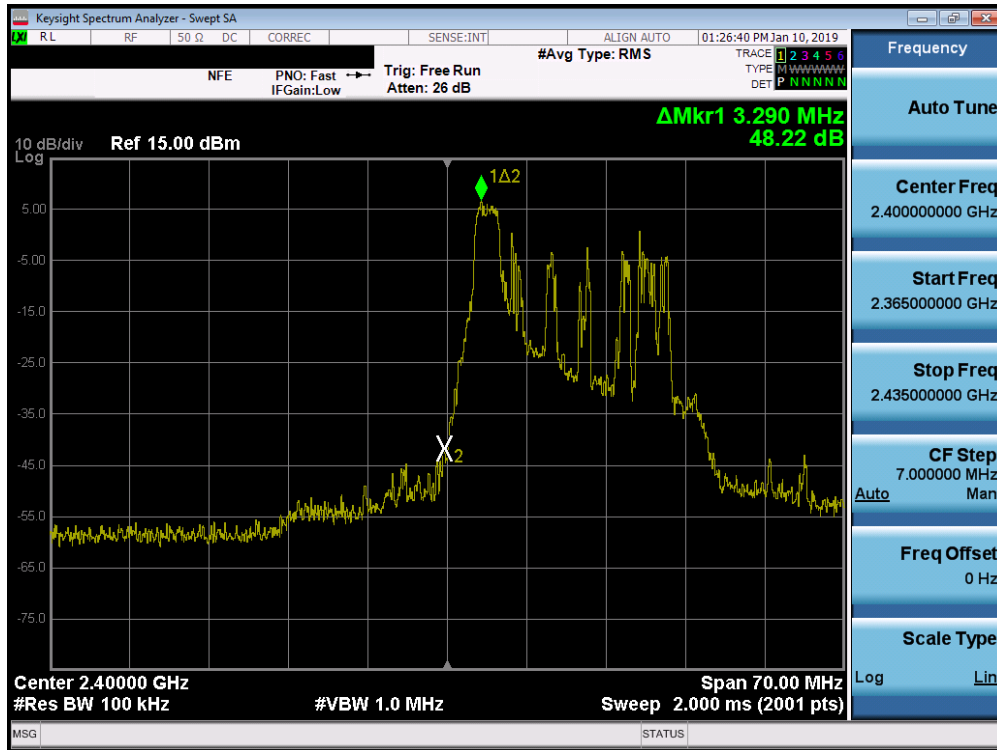 Keysight Spectrum Analyzer - Swept SA
LXI RL RF 50 Ω DC CORREC SENSE:INT ALIGN AUTO 01:26:40 PM Jan 10, 2019
NFE PNO: Fast Trig: Free Run #Avg Type: RMS TRACE 1 2 3 4 5 6
IFGain:Low Atten: 26 dB TYPE M WWWWW
DET P N N N N N
ΔMkr1 3.290 MHz
48.22 dB
10 dB/div Ref 15.00 dBm
Log
1Δ2
5.00
-5.00
-15.0
-25.0
-35.0
-45.0
2
-55.0
-65.0
-75.0
Center 2.40000 GHz Span 70.00 MHz
#Res BW 100 kHz #VBW 1.0 MHz Sweep 2.000 ms (2001 pts)
MSG STATUS
Frequency
Auto Tune
Center Freq
2.400000000 GHz
Start Freq
2.365000000 GHz
Stop Freq
2.435000000 GHz
CF Step
7.000000 MHz
Auto Man
Freq Offset
0 Hz
Scale Type
Log Lin